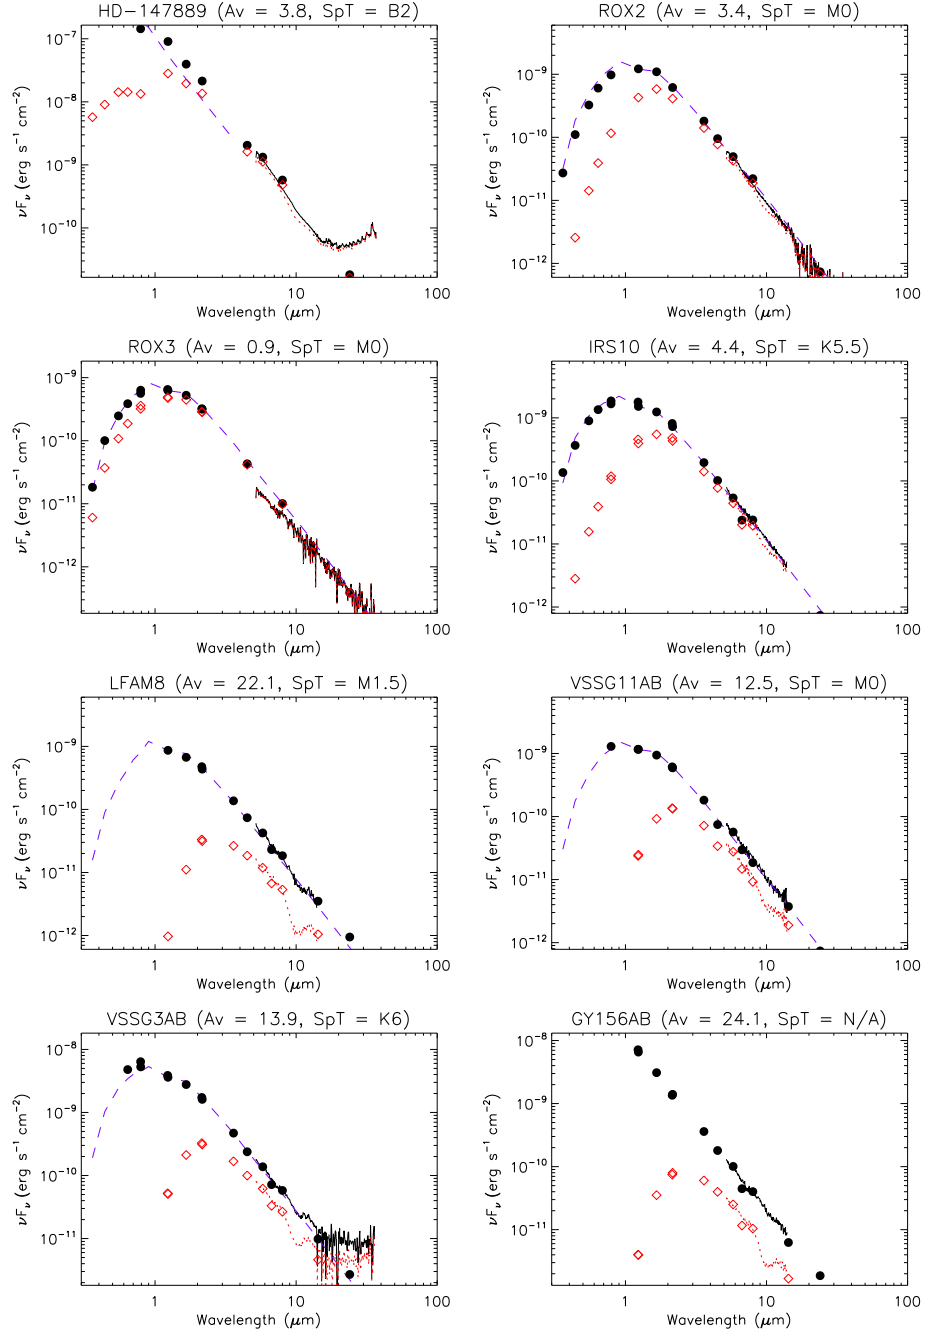 HD-147889 (Av = 3.8, SpT = B2)
νFν (erg s⁻¹ cm⁻²)
10⁻⁷
10⁻⁸
10⁻⁹
10⁻¹⁰
1 10 100
Wavelength (μm)
ROX2 (Av = 3.4, SpT = M0)
νFν (erg s⁻¹ cm⁻²)
10⁻⁹
10⁻¹⁰
10⁻¹¹
10⁻¹²
1 10 100
Wavelength (μm)
ROX3 (Av = 0.9, SpT = M0)
νFν (erg s⁻¹ cm⁻²)
10⁻⁹
10⁻¹⁰
10⁻¹¹
10⁻¹²
1 10 100
Wavelength (μm)
IRS10 (Av = 4.4, SpT = K5.5)
νFν (erg s⁻¹ cm⁻²)
10⁻⁹
10⁻¹⁰
10⁻¹¹
10⁻¹²
1 10 100
Wavelength (μm)
LFAM8 (Av = 22.1, SpT = M1.5)
νFν (erg s⁻¹ cm⁻²)
10⁻⁹
10⁻¹⁰
10⁻¹¹
10⁻¹²
1 10 100
Wavelength (μm)
VSSG11AB (Av = 12.5, SpT = M0)
νFν (erg s⁻¹ cm⁻²)
10⁻⁹
10⁻¹⁰
10⁻¹¹
10⁻¹²
1 10 100
Wavelength (μm)
VSSG3AB (Av = 13.9, SpT = K6)
νFν (erg s⁻¹ cm⁻²)
10⁻⁸
10⁻⁹
10⁻¹⁰
10⁻¹¹
1 10 100
Wavelength (μm)
GY156AB (Av = 24.1, SpT = N/A)
νFν (erg s⁻¹ cm⁻²)
10⁻⁸
10⁻⁹
10⁻¹⁰
10⁻¹¹
1 10 100
Wavelength (μm)